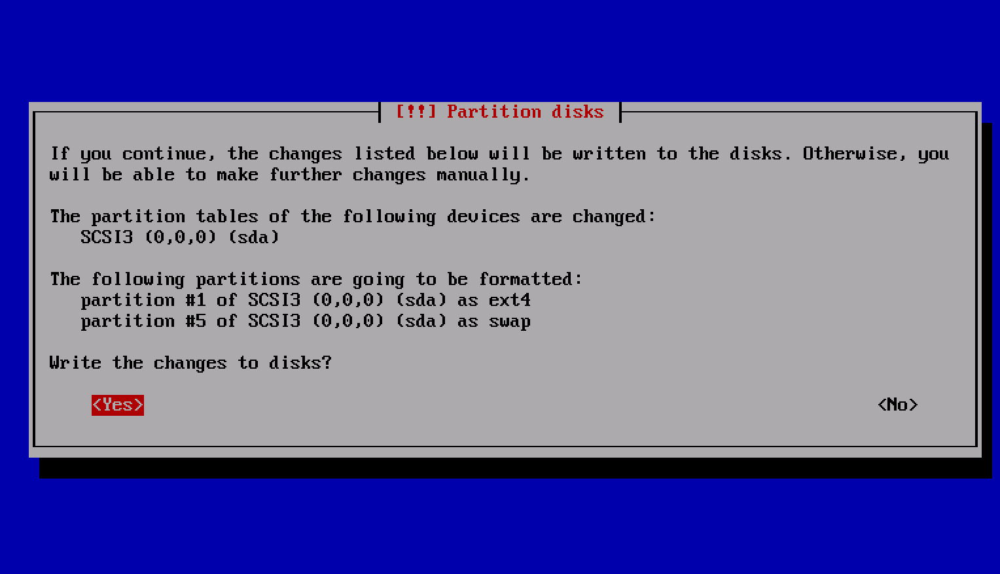 [!!] Partition disks
If you continue, the changes listed below will be written to the disks. Otherwise, you
will be able to make further changes manually.
The partition tables of the following devices are changed:
SCSI3 (0,0,0) (sda)
The following partitions are going to be formatted:
partition #1 of SCSI3 (0,0,0) (sda) as ext4
partition #5 of SCSI3 (0,0,0) (sda) as swap
Write the changes to disks?
<Yes> <No>